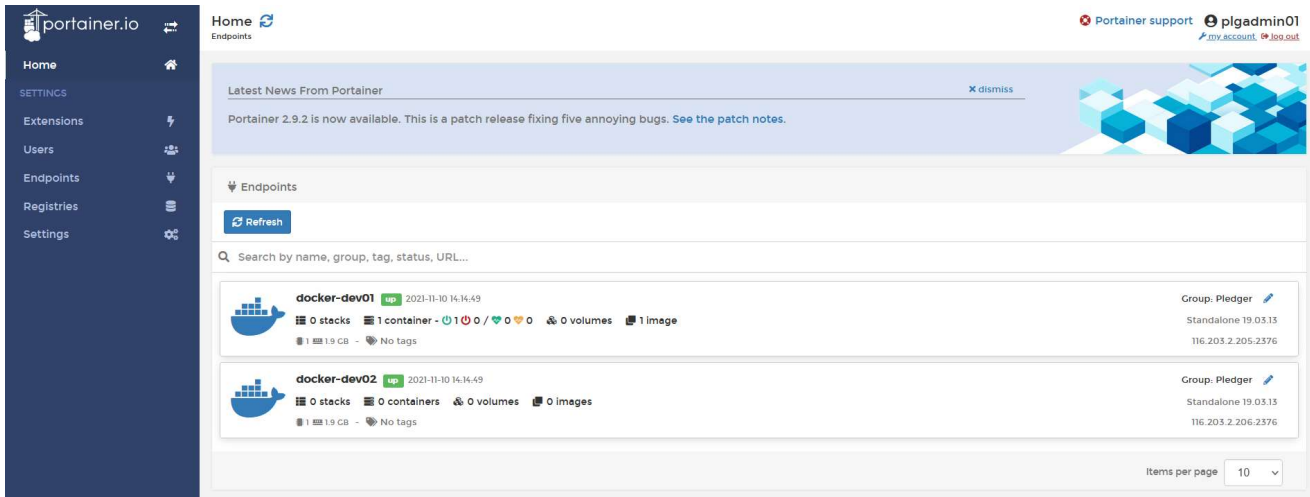 portainer.io
Home
SETTINGS
Extensions
Users
Endpoints
Registries
Settings
Home
Endpoints
Portainer support plgadmin01
my account log out
Latest News From Portainer
dismiss
Portainer 2.9.2 is now available. This is a patch release fixing five annoying bugs. See the patch notes.
Endpoints
Refresh
Search by name, group, tag, status, URL...
docker-dev01 up 2021-11-10 14:14:49
0 stacks 1 container - 1 0 / 0 0 0 volumes 1 image
1 1.9 GB - No tags
Group: Pledger
Standalone 19.03.13
116.203.2.205:2376
docker-dev02 up 2021-11-10 14:14:49
0 stacks 0 containers 0 volumes 0 images
1 1.9 GB - No tags
Group: Pledger
Standalone 19.03.13
116.203.2.206:2376
Items per page 10